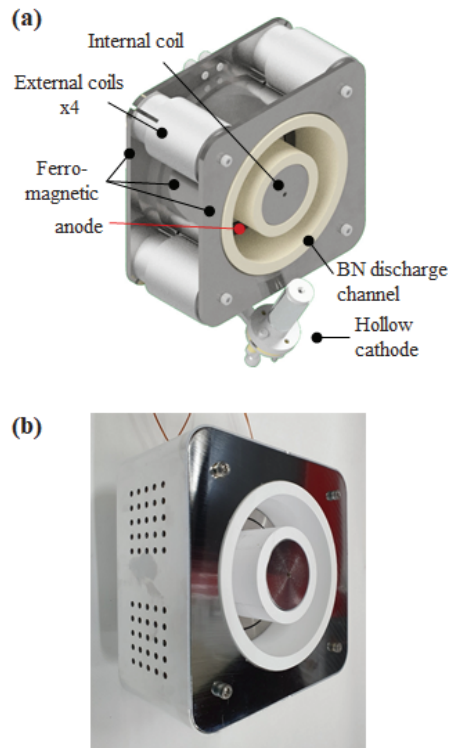 (a)
Internal coil
External coils
x4
Ferro-
magnetic
anode
BN discharge
channel
Hollow
cathode
(b)